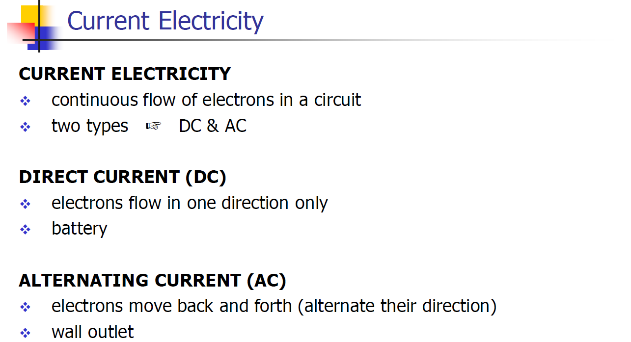 Current Electricity
CURRENT ELECTRICITY
❖ continuous flow of electrons in a circuit
❖ two types ☞ DC & AC
DIRECT CURRENT (DC)
❖ electrons flow in one direction only
❖ battery
ALTERNATING CURRENT (AC)
❖ electrons move back and forth (alternate their direction)
❖ wall outlet